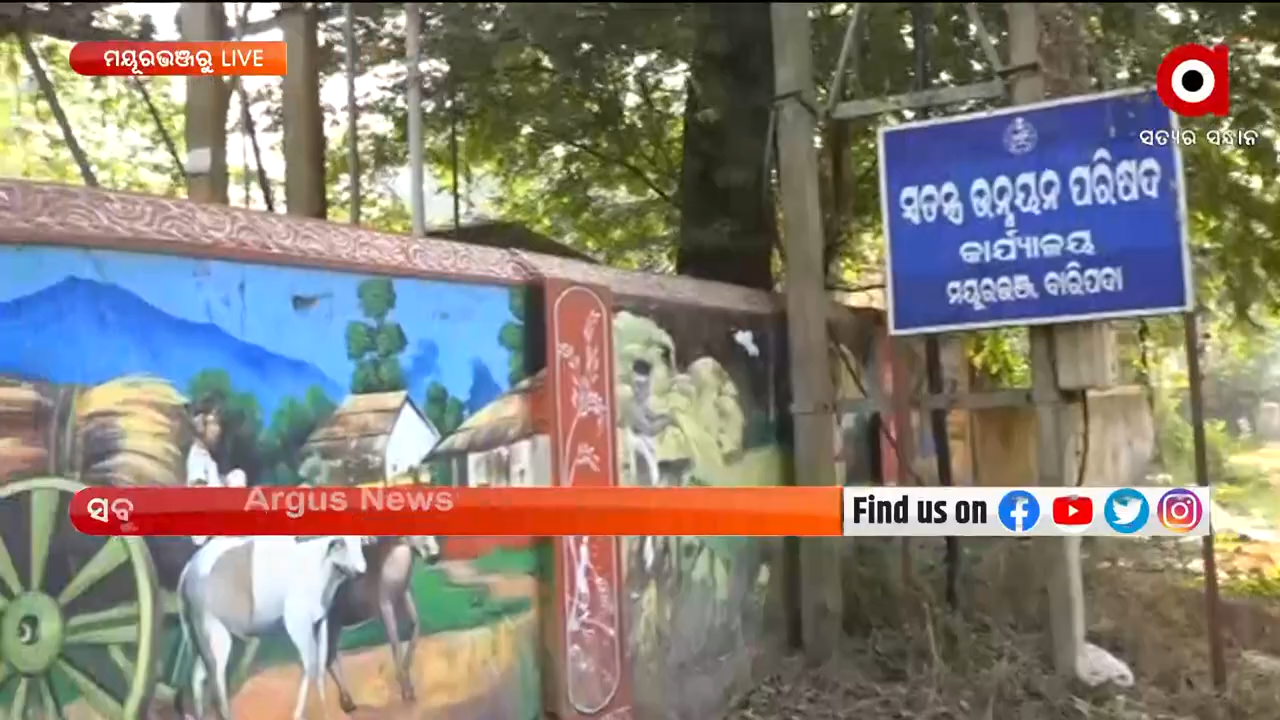 ମୟୂରଭଞ୍ଜରୁ LIVE
ସତ୍ୟର ସନ୍ଧାନ
ସ୍ୱତନ୍ତ୍ର ଉନ୍ନୟନ ପରିଷଦ
କାର୍ଯ୍ୟାଳୟ
ମୟୂରଭଞ୍ଜ, ବାରିପଦା
ସବୁ
Argus News
Find us on